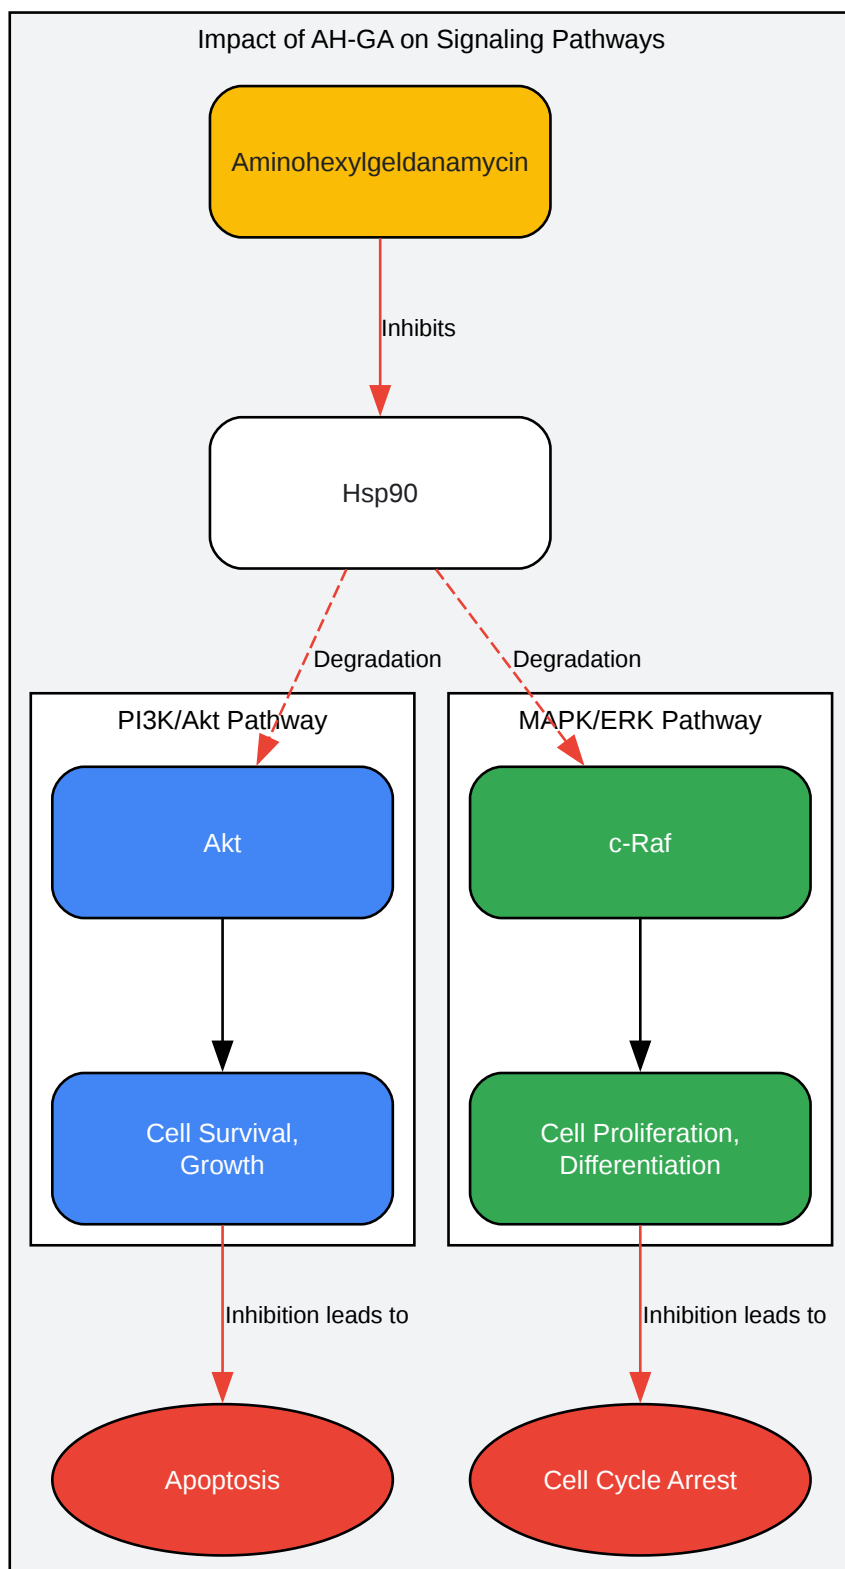 Impact of AH-GA on Signaling Pathways
Aminohexylgeldanamycin
Inhibits
Hsp90
Degradation
Degradation
PI3K/Akt Pathway
MAPK/ERK Pathway
Akt
c-Raf
Cell Survival,
Growth
Cell Proliferation,
Differentiation
Inhibition leads to
Inhibition leads to
Apoptosis
Cell Cycle Arrest